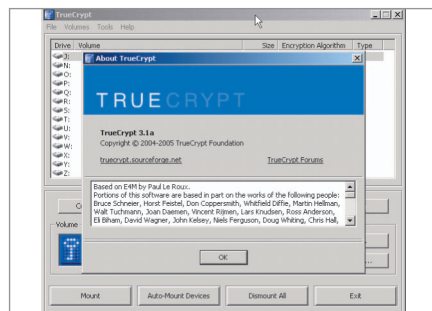 TrueCrypt
File Volumes Tools Help
Drive Volume Size Encryption Algorithm Type
J:
N:
O:
P:
Q:
R:
S:
T:
U:
V:
W:
X:
Y:
Z:
About TrueCrypt
TRUECRYPT
TrueCrypt 3.1a
Copyright © 2004-2005 TrueCrypt Foundation
truecrypt.sourceforge.net TrueCrypt Forums
Based on E4M by Paul Le Roux.
Portions of this software are based in part on the works of the following people:
Bruce Schneier, Horst Feistel, Don Coppersmith, Whitfield Diffie, Martin Hellman,
Walt Tuchmann, Joan Daemen, Vincent Rijmen, Lars Knudsen, Ross Anderson,
Eli Biham, David Wagner, John Kelsey, Niels Ferguson, Doug Whiting, Chris Hall,
OK
Volume
Mount Auto-Mount Devices Dismount All Exit